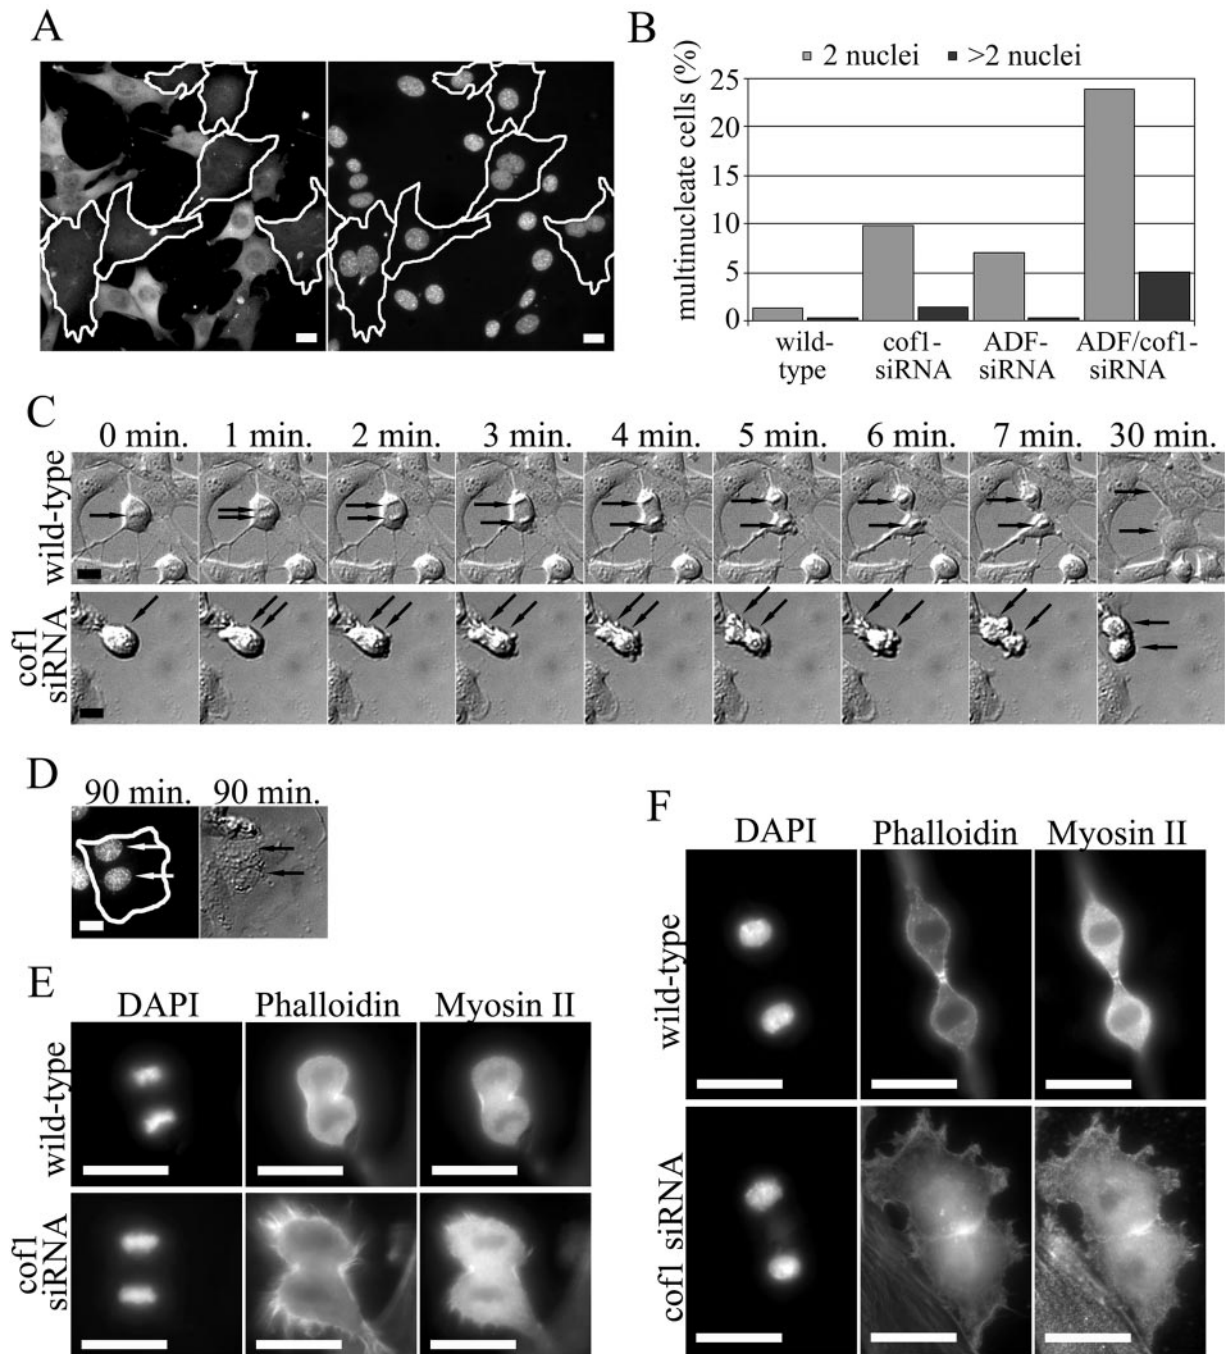 A
B
2 nuclei >2 nuclei
multinucleate cells (%)
25
20
15
10
5
0
wild-
type
cof1-
siRNA
ADF-
siRNA
ADF/cof1-
siRNA
C
0 min. 1 min. 2 min. 3 min. 4 min. 5 min. 6 min. 7 min. 30 min.
wild-type
cof1
siRNA
D
90 min. 90 min.
E
DAPI Phalloidin Myosin II
wild-type
cof1
siRNA
F
DAPI Phalloidin Myosin II
wild-type
cof1 siRNA